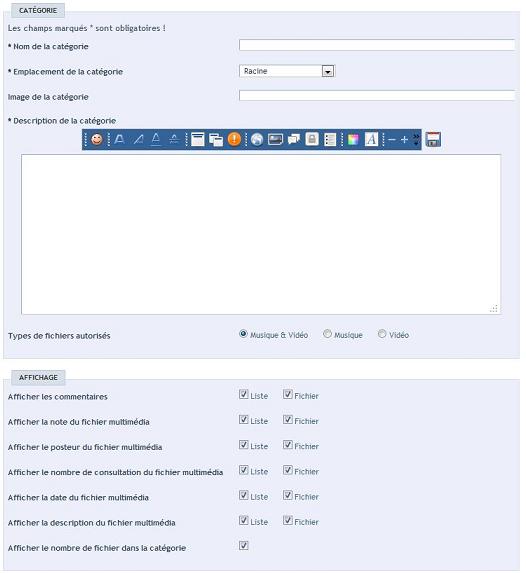 CATÉGORIE
Les champs marqués * sont obligatoires !
* Nom de la catégorie
* Emplacement de la catégorie Racine
Image de la catégorie
* Description de la catégorie
Types de fichiers autorisés Musique & Vidéo Musique Vidéo
AFFICHAGE
Afficher les commentaires Liste Fichier
Afficher la note du fichier multimédia Liste Fichier
Afficher le posteur du fichier multimédia Liste Fichier
Afficher le nombre de consultation du fichier multimédia Liste Fichier
Afficher la date du fichier multimédia Liste Fichier
Afficher la description du fichier multimédia Liste Fichier
Afficher le nombre de fichier dans la catégorie